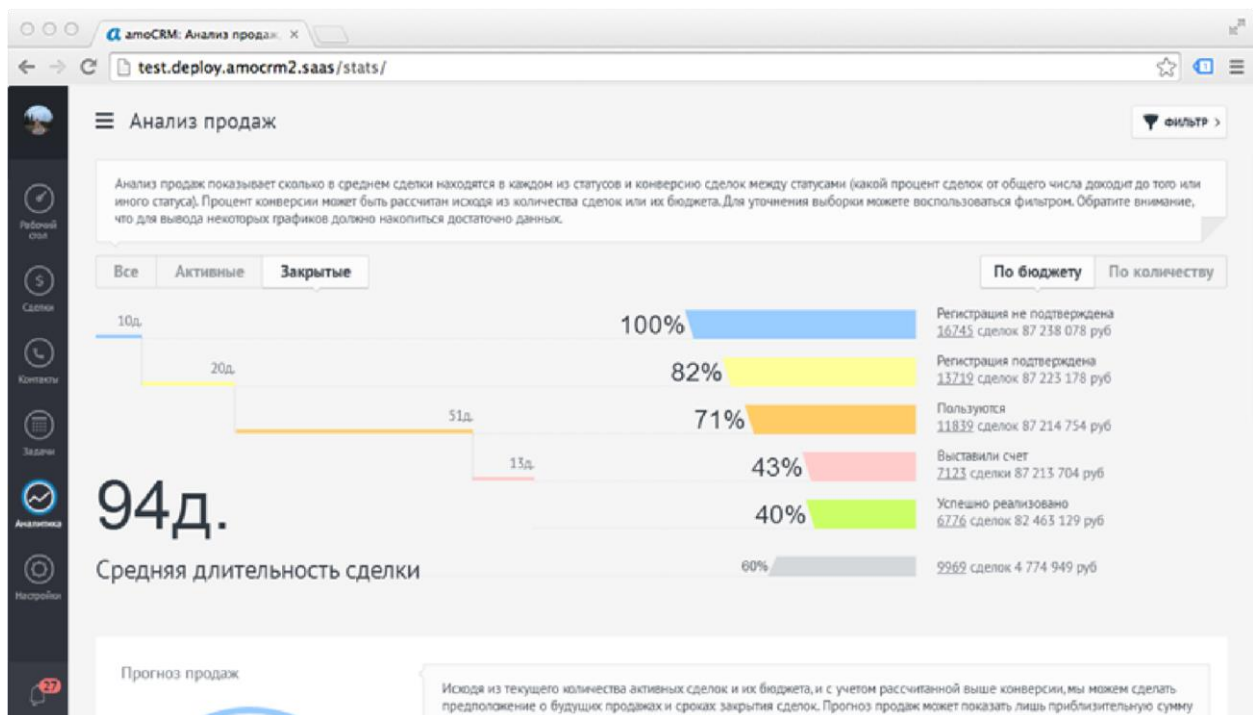 amoCRM: Анализ продаж
test.deploy.amocrm2.saas/stats/
Анализ продаж
ФИЛЬТР
Анализ продаж показывает сколько в среднем сделки находятся в каждом из статусов и конверсию сделок между статусами (какой процент сделок от общего числа доходит до того или
иного статуса). Процент конверсии может быть рассчитан исходя из количества сделок или их бюджета. Для уточнения выборки можете воспользоваться фильтром. Обратите внимание,
что для вывода некоторых графиков должно накопиться достаточно данных.
Рабочий
стол
Сделки
Контакты
Задачи
Аналитика
Настройки
27
Все Активные Закрытые
По бюджету По количеству
10д.
100%
Регистрация не подтверждена
16745 сделок 87 238 078 руб
20д.
82%
Регистрация подтверждена
13719 сделок 87 223 178 руб
51д.
71%
Пользуются
11839 сделок 87 214 754 руб
13д.
43%
Выставили счет
7123 сделки 87 213 704 руб
94д.
Средняя длительность сделки
40%
Успешно реализовано
6776 сделок 82 463 129 руб
60%
9969 сделок 4 774 949 руб
Прогноз продаж
Исходя из текущего количества активных сделок и их бюджета, и с учетом рассчитанной выше конверсии, мы можем сделать
предположение о будущих продажах и сроках закрытия сделок. Прогноз продаж может показать лишь приблизительную сумму